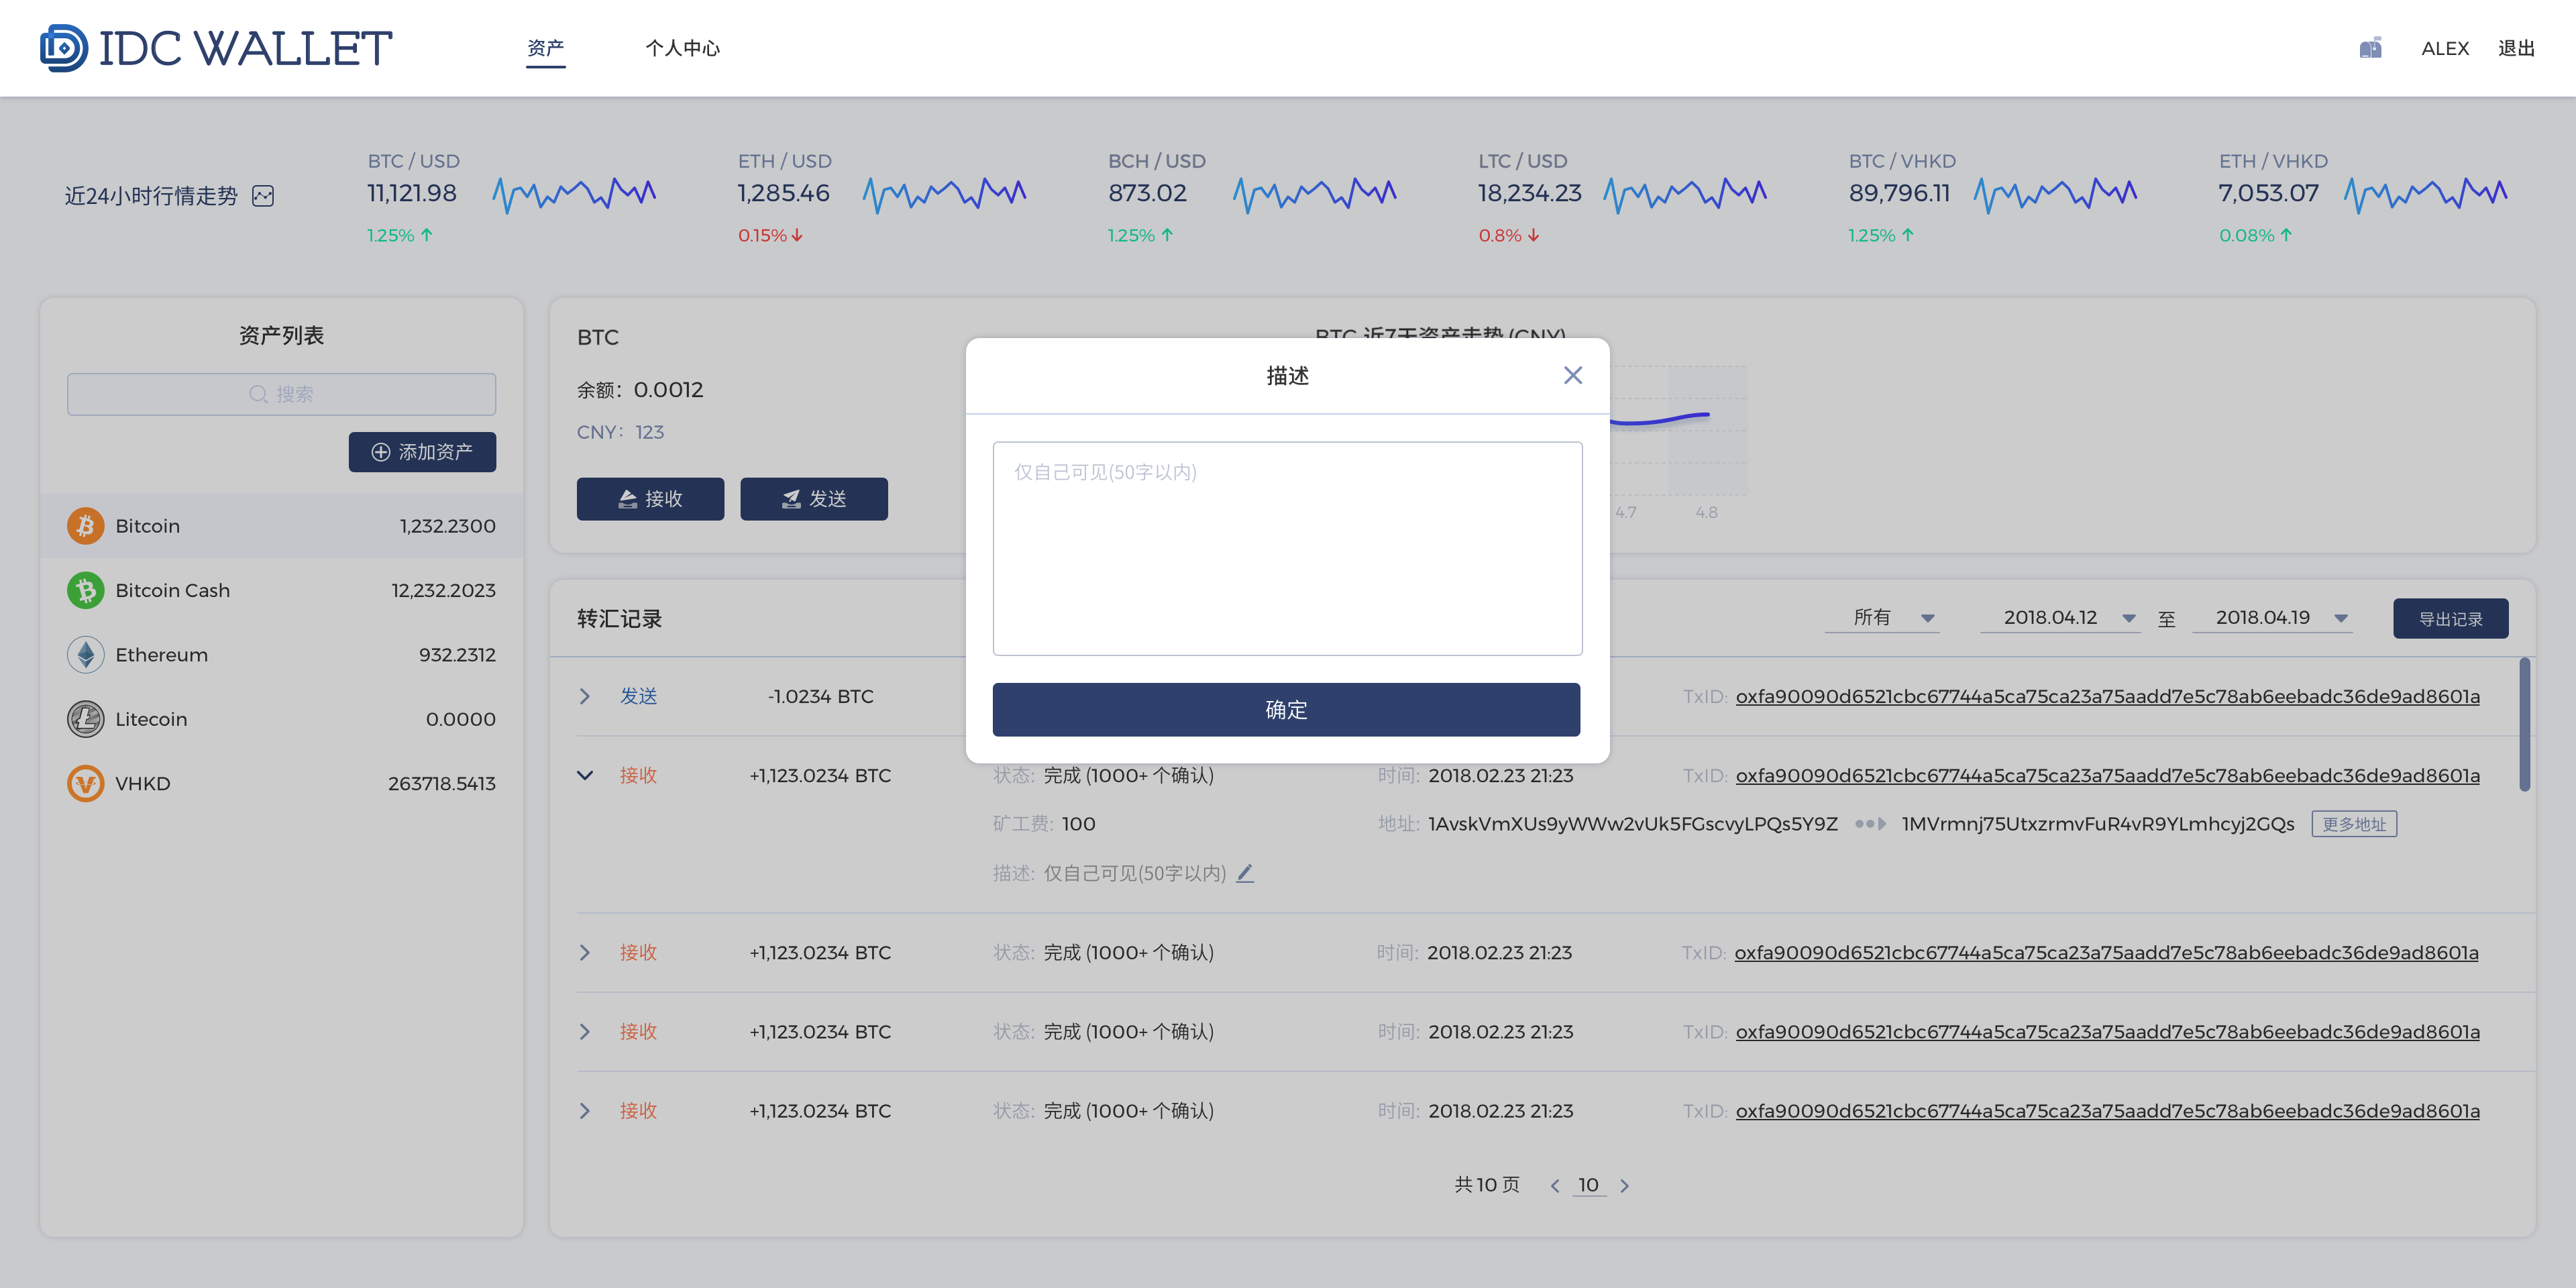 IDC WALLET
资产
个人中心
ALEX
退出
近24小时行情走势
BTC / USD
11,121.98
1.25%
ETH / USD
1,285.46
0.15%
BCH / USD
873.02
1.25%
LTC / USD
18,234.23
0.8%
BTC / VHKD
89,796.11
1.25%
ETH / VHKD
7,053.07
0.08%
资产列表
搜索
添加资产
Bitcoin 1,232.2300
Bitcoin Cash 12,232.2023
Ethereum 932.2312
Litecoin 0.0000
VHKD 263718.5413
BTC
余额: 0.0012
CNY: 123
接收
发送
BTC 近7天资产走势 (CNY)
4.7 4.8
描述
仅自己可见(50字以内)
确定
转汇记录
所有
2018.04.12 至 2018.04.19
导出记录
发送 -1.0234 BTC TxID: oxfa90090d6521cbc67744a5ca75ca23a75aadd7e5c78ab6eebadc36de9ad8601a
接收 +1,123.0234 BTC 状态: 完成 (1000+ 个确认) 时间: 2018.02.23 21:23 TxID: oxfa90090d6521cbc67744a5ca75ca23a75aadd7e5c78ab6eebadc36de9ad8601a
矿工费: 100 地址: 1AvskVmXUs9yWWw2vUk5FGscvyLPQs5Y9Z 1MVrmnj75UtxzrmvFuR4vR9YLmhcyj2GQs 更多地址
描述: 仅自己可见(50字以内)
接收 +1,123.0234 BTC 状态: 完成 (1000+ 个确认) 时间: 2018.02.23 21:23 TxID: oxfa90090d6521cbc67744a5ca75ca23a75aadd7e5c78ab6eebadc36de9ad8601a
接收 +1,123.0234 BTC 状态: 完成 (1000+ 个确认) 时间: 2018.02.23 21:23 TxID: oxfa90090d6521cbc67744a5ca75ca23a75aadd7e5c78ab6eebadc36de9ad8601a
接收 +1,123.0234 BTC 状态: 完成 (1000+ 个确认) 时间: 2018.02.23 21:23 TxID: oxfa90090d6521cbc67744a5ca75ca23a75aadd7e5c78ab6eebadc36de9ad8601a
共 10 页 < 10 >